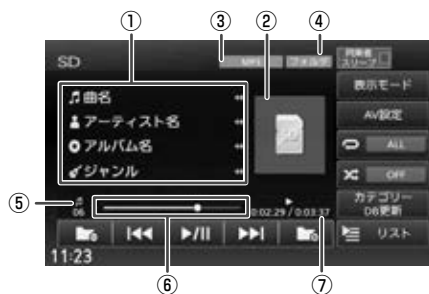 ① ② ③ ④
SD
MP3 フォルダ 同乗者スリープ
♪曲名
アーティスト名
アルバム名
ジャンル
SD
表示モード
AV設定
ALL
OFF
カテゴリー
DB更新
リスト
⑤ 06
0:02.29 / 0:03.37
⑥ ⑦
11:23